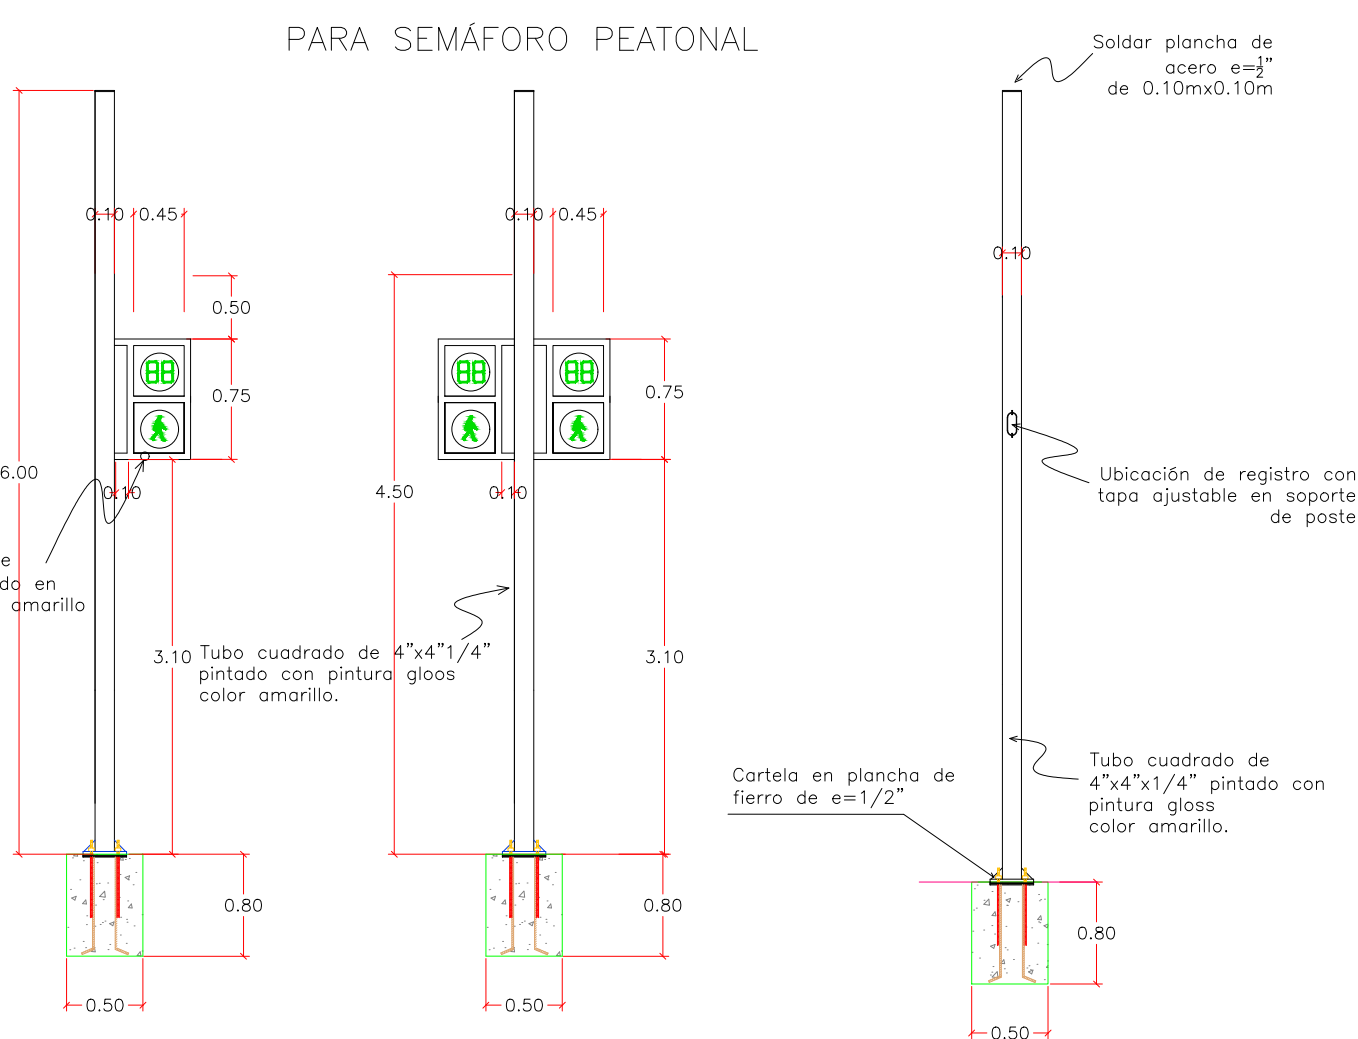 PARA SEMÁFORO PEATONAL
Soldar plancha de
acero e=½"
de 0.10mx0.10m
0.10
0.45
0.10
0.45
0.10
0.50
0.75
0.75
88
88
88
6.00
0.10
4.50
0.10
Ubicación de registro con
tapa ajustable en soporte
de poste
e
do en
amarillo
3.10
Tubo cuadrado de 4"x4"1/4"
pintado con pintura gloos
color amarillo.
3.10
Cartela en plancha de
fierro de e=1/2"
Tubo cuadrado de
4"x4"x1/4" pintado con
pintura gloss
color amarillo.
0.80
0.80
0.80
0.50
0.50
0.50